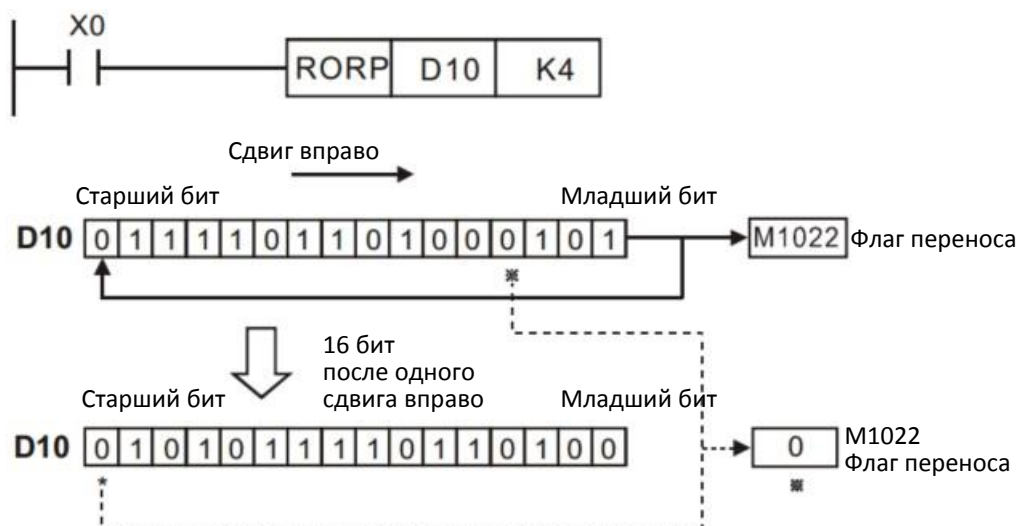 X0
RORP D10 K4
Сдвиг вправо
Старший бит Младший бит
D10 0 1 1 1 1 0 1 1 0 1 0 0 0 1 0 1 M1022 Флаг переноса
※
16 бит
после одного
сдвига вправо
Старший бит Младший бит
D10 0 1 0 1 0 1 1 1 1 0 1 1 0 1 0 0 0 M1022
Флаг переноса
* ※